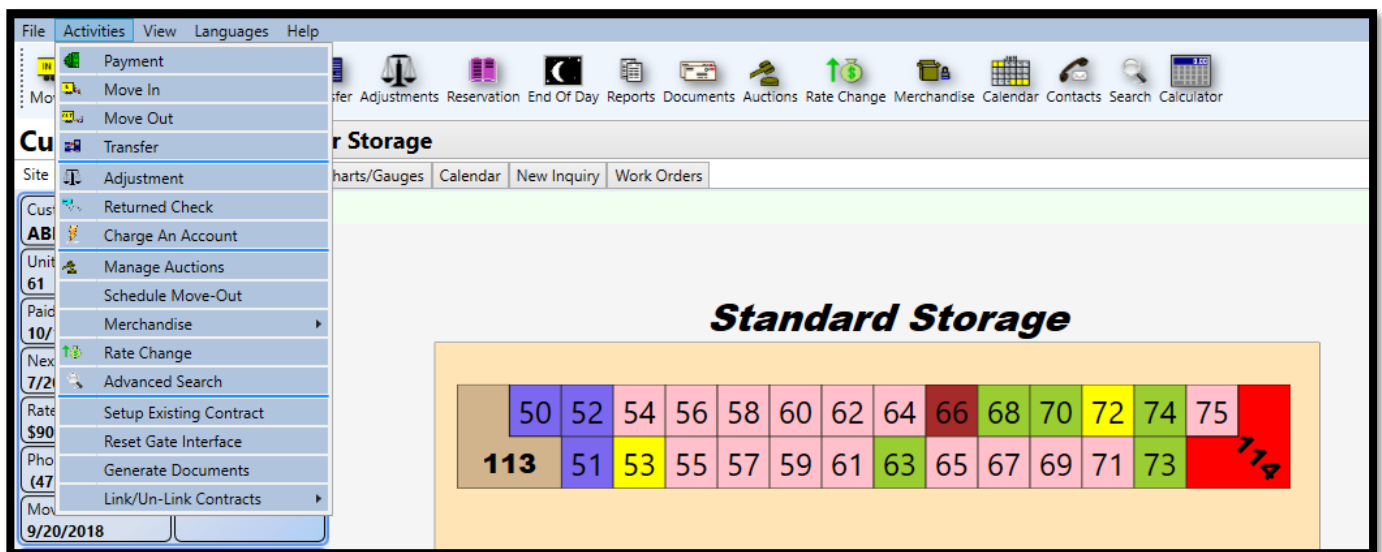 File Activities View Languages Help
Payment
Move In
Move Out
Transfer
Adjustment
Returned Check
Charge An Account
Manage Auctions
Schedule Move-Out
Merchandise
Rate Change
Advanced Search
Setup Existing Contract
Reset Gate Interface
Generate Documents
Link/Un-Link Contracts
Adjustments Reservation End Of Day Reports Documents Auctions Rate Change Merchandise Calendar Contacts Search Calculator
Storage
Site
harts/Gauges Calendar New Inquiry Work Orders
Unit
61
Paid
10/
7/2
Rate
$90
Pho
(47
9/20/2018
Standard Storage
50 52 54 56 58 60 62 64 66 68 70 72 74 75
113 51 53 55 57 59 61 63 65 67 69 71 73 114